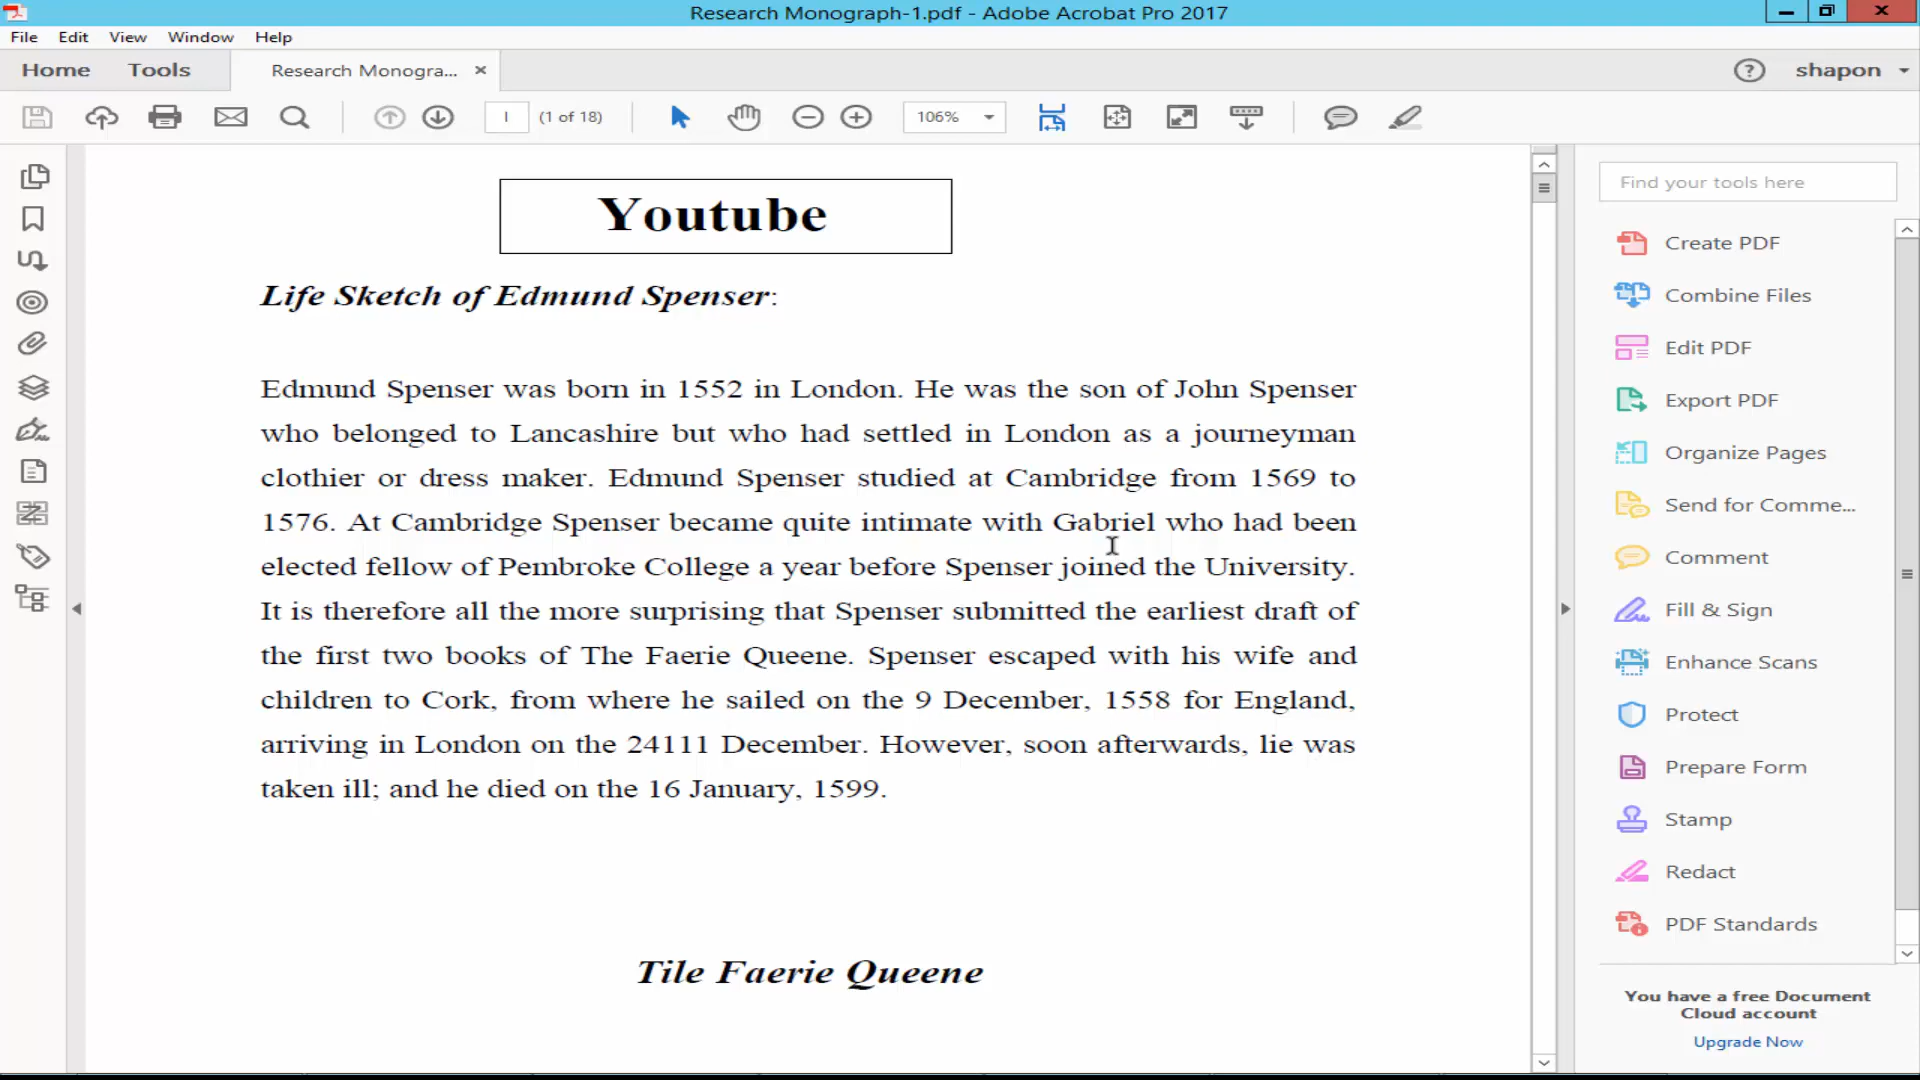 Research Monograph-1.pdf - Adobe Acrobat Pro 2017
File Edit View Window Help
Home Tools Research Monogra... shapon
I (1 of 18) 106%
Youtube
Life Sketch of Edmund Spenser:
Edmund Spenser was born in 1552 in London. He was the son of John Spenser
who belonged to Lancashire but who had settled in London as a journeyman
clothier or dress maker. Edmund Spenser studied at Cambridge from 1569 to
1576. At Cambridge Spenser became quite intimate with Gabriel who had been
elected fellow of Pembroke College a year before Spenser joined the University.
It is therefore all the more surprising that Spenser submitted the earliest draft of
the first two books of The Faerie Queene. Spenser escaped with his wife and
children to Cork, from where he sailed on the 9 December, 1558 for England,
arriving in London on the 24111 December. However, soon afterwards, lie was
taken ill; and he died on the 16 January, 1599.
Tile Faerie Queene
Find your tools here
Create PDF
Combine Files
Edit PDF
Export PDF
Organize Pages
Send for Comme...
Comment
Fill & Sign
Enhance Scans
Protect
Prepare Form
Stamp
Redact
PDF Standards
You have a free Document
Cloud account
Upgrade Now